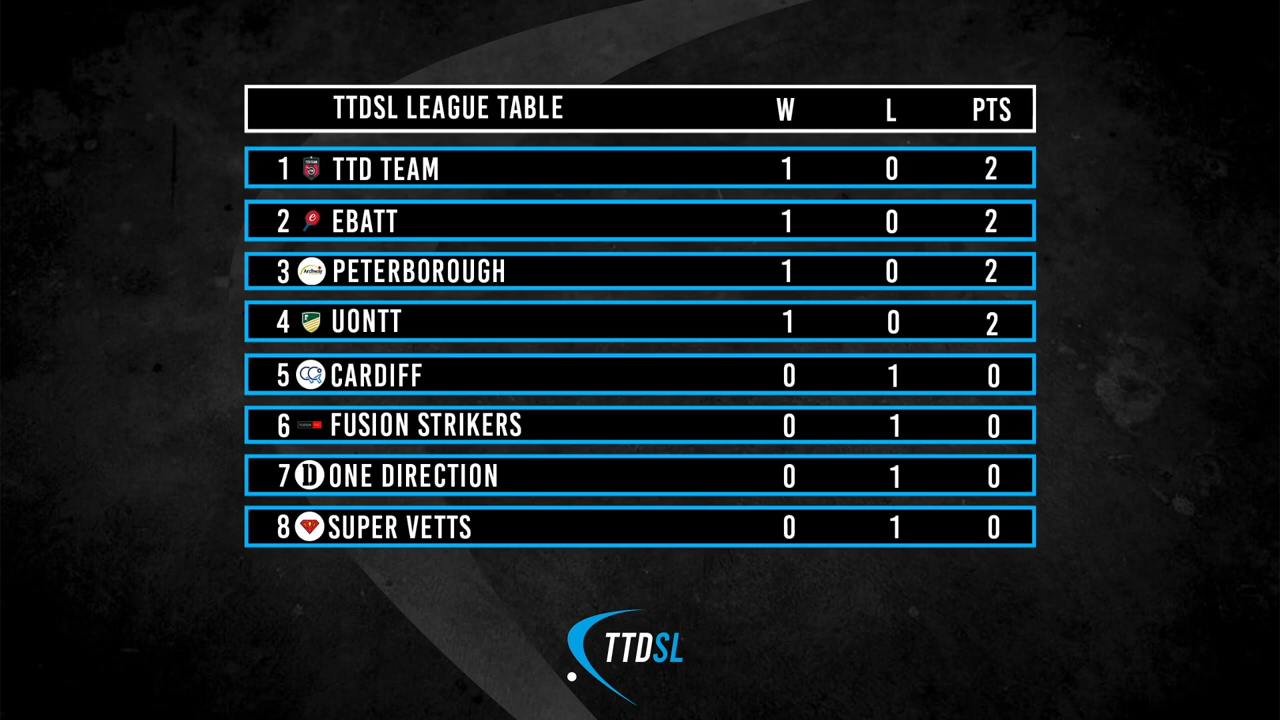 TTDSL LEAGUE TABLE W L PTS
1 TTD TEAM 1 0 2
2 e EBATT 1 0 2
3 Archway PETERBOROUGH 1 0 2
4 UONTT 1 0 2
5 CARDIFF 0 1 0
6 FUSION STRIKERS 0 1 0
7 1D ONE DIRECTION 0 1 0
8 SUPER VETTS 0 1 0
TTDSL